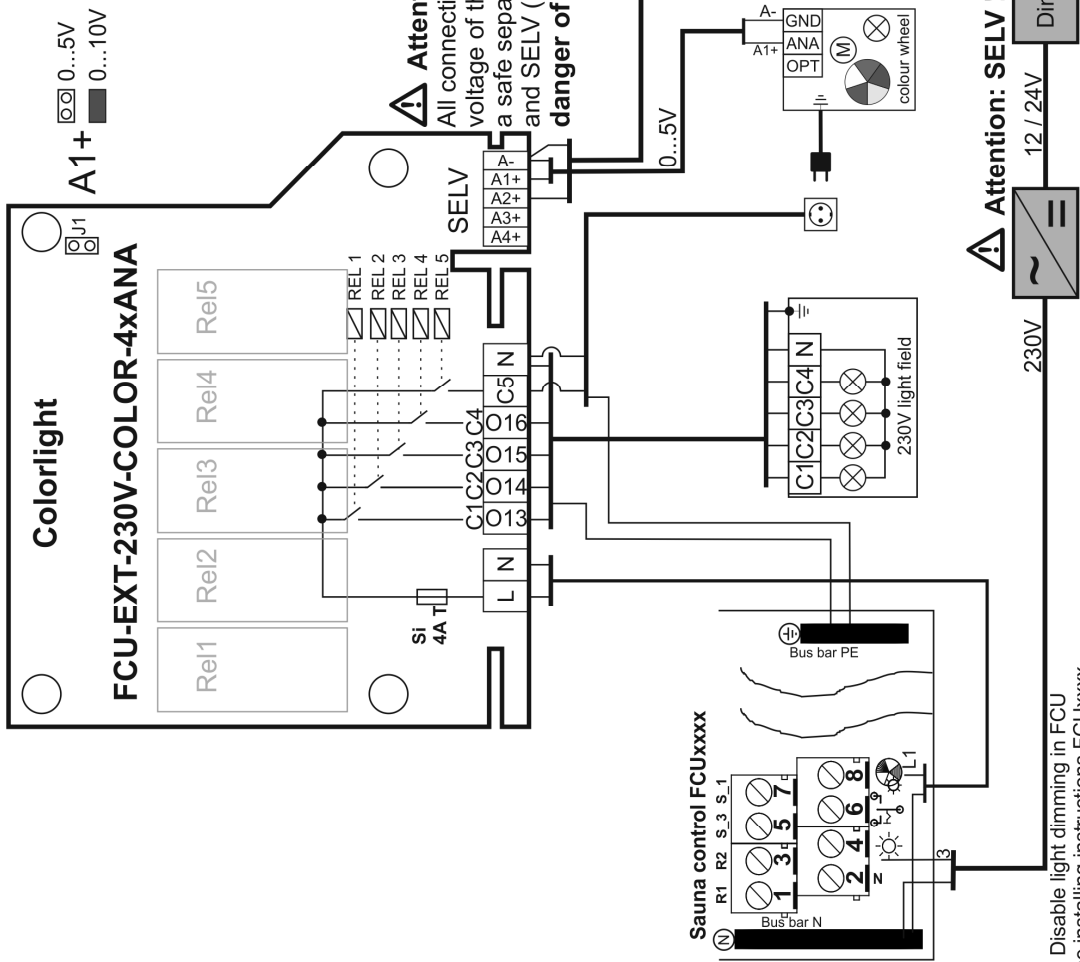 A1+
0...5V
0...10V
J1
Colorlight
FCU-EXT-230V-COLOR-4xANA
Rel1
Rel2
Rel3
Rel4
Rel5
REL 1
REL 2
REL 3
REL 4
REL 5
Si
4A T
C1 C2 C3 C4
L N
O13 O14 O15 O16 C5 N
SELV
A4+ A3+ A2+ A1+ A-
All connecti
voltage of th
a safe sepa
and SELV (
danger of
0...5V
A-
A1+
GND
ANA
OPT
M
colour wheel
C1 C2 C3 C4 N
230V light field
Attention: SELV
12 / 24V
230V
Bus bar PE
Sauna control FCUxxxx
R1 R2 S_3 S_1
1 3 5 7
2 4 6 8
N
L1
3
N
Bus bar N
Disable light dimming in FCU